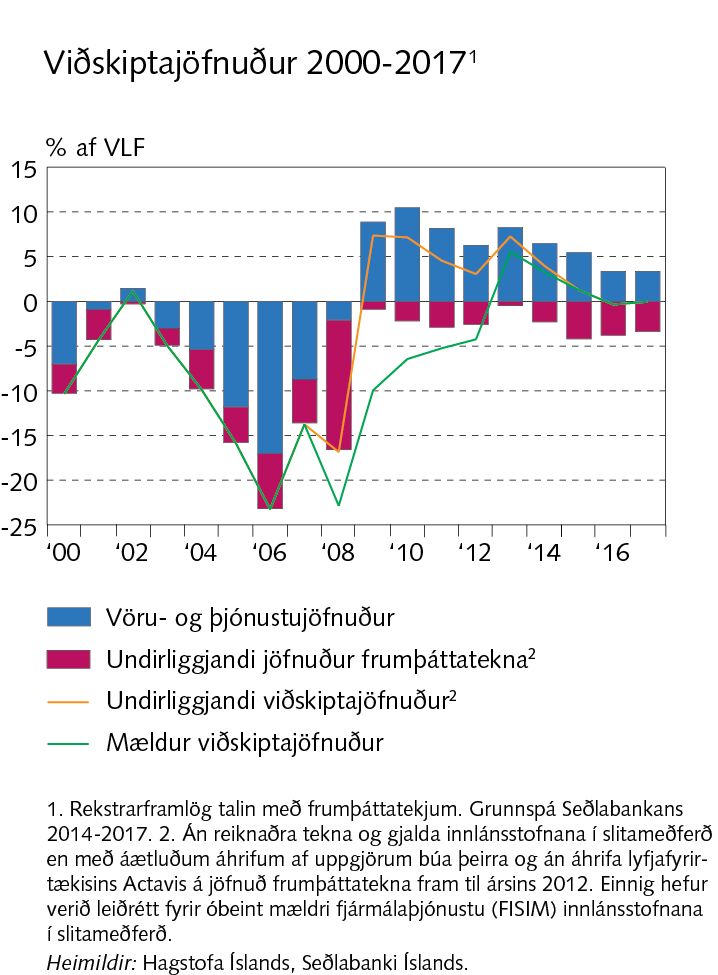 Viðskiptajöfnuður 2000-2017¹
% af VLF
15
10
5
0
-5
-10
-15
-20
-25
‘00 ‘02 ‘04 ‘06 ‘08 ‘10 ‘12 ‘14 ‘16
Vöru- og þjónustujöfnuður
Undirliggjandi jöfnuður frumþáttatekna²
Undirliggjandi viðskiptajöfnuður²
Mældur viðskiptajöfnuður
1. Rekstrarframlög talin með frumþáttatekjum. Grunnspá Seðlabankans
2014-2017. 2. Án reiknaðra tekna og gjalda innlánsstofnana í slitameðferð
en með áætluðum áhrifum af uppgjörum búa þeirra og án áhrifa lyfjafyrir-
tækisins Actavis á jöfnuð frumþáttatekna fram til ársins 2012. Einnig hefur
verið leiðrétt fyrir óbeint mældri fjármálaþjónustu (FISIM) innlánsstofnana
í slitameðferð.
Heimildir: Hagstofa Íslands, Seðlabanki Íslands.